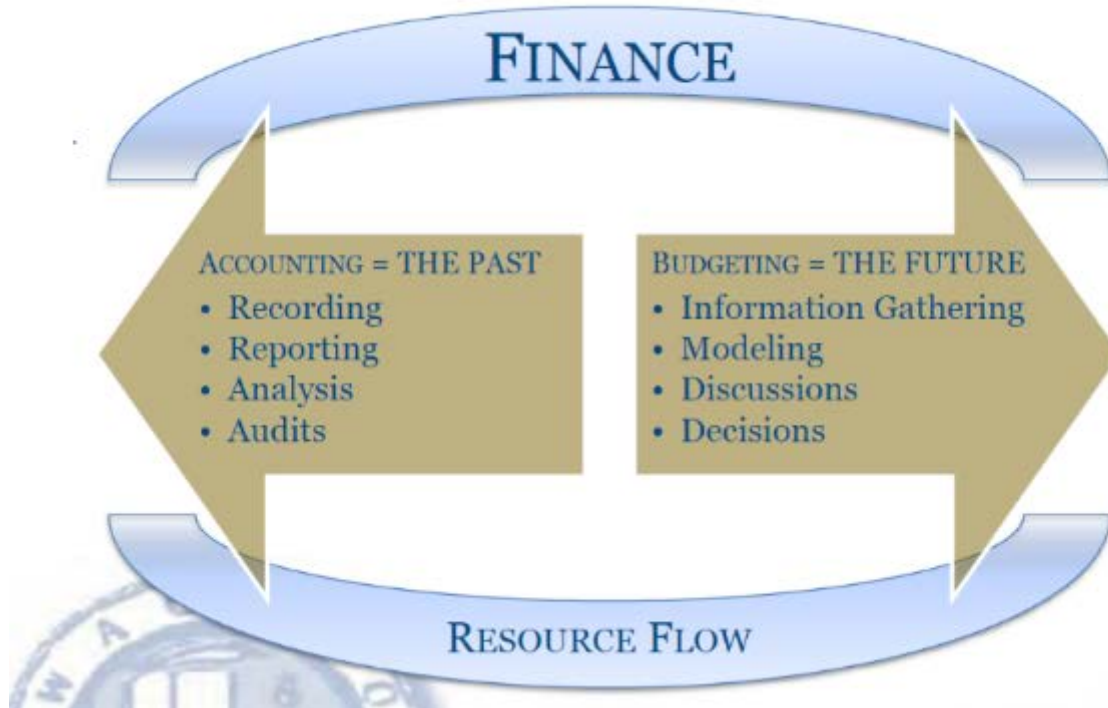 FINANCE
ACCOUNTING = THE PAST
• Recording
• Reporting
• Analysis
• Audits
BUDGETING = THE FUTURE
• Information Gathering
• Modeling
• Discussions
• Decisions
RESOURCE FLOW